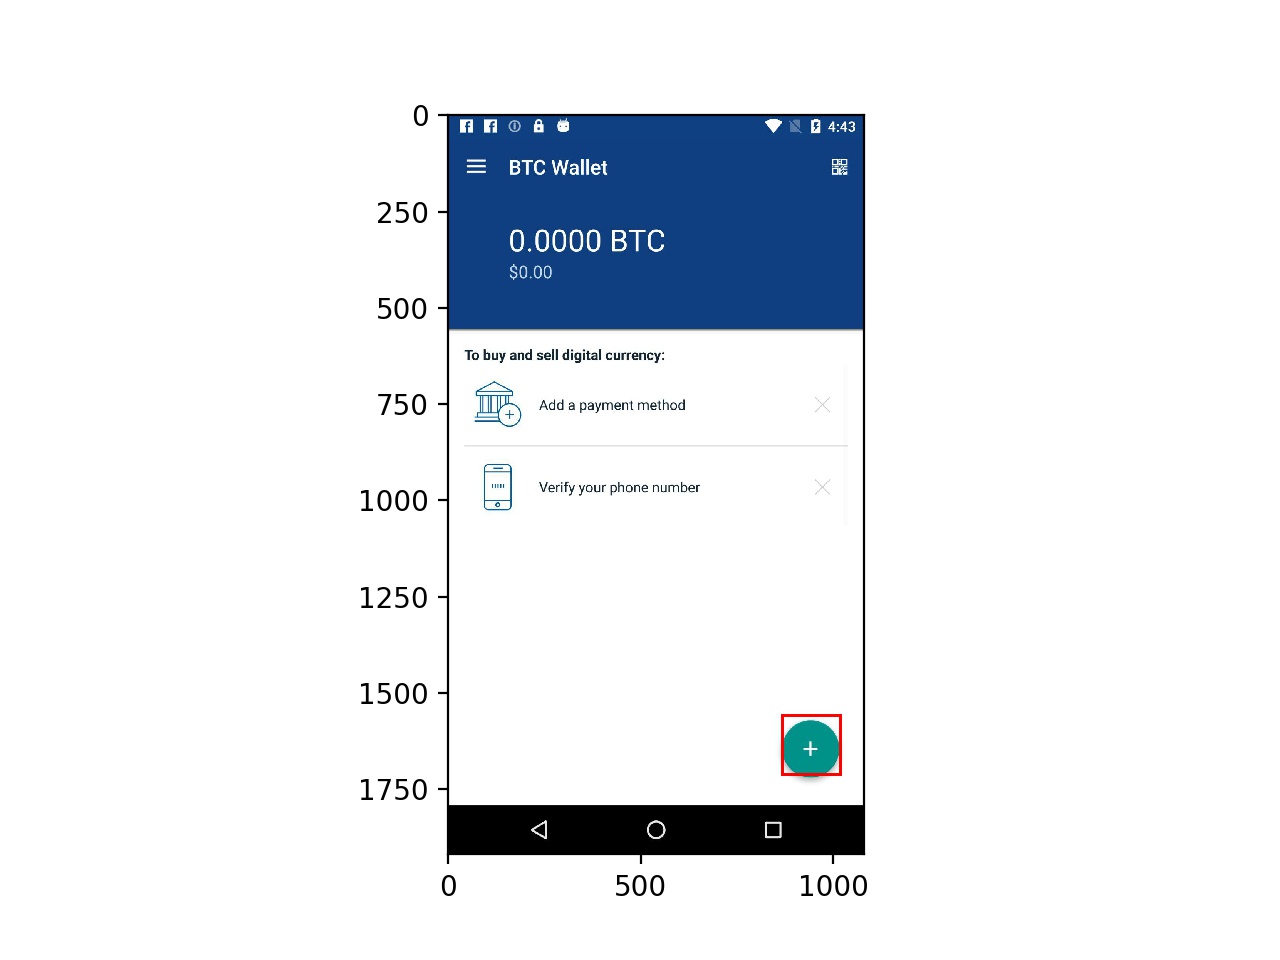 4:43
BTC Wallet
0.0000 BTC
$0.00
To buy and sell digital currency:
Add a payment method
Verify your phone number
+
0
250
500
750
1000
1250
1500
1750
0 500 1000